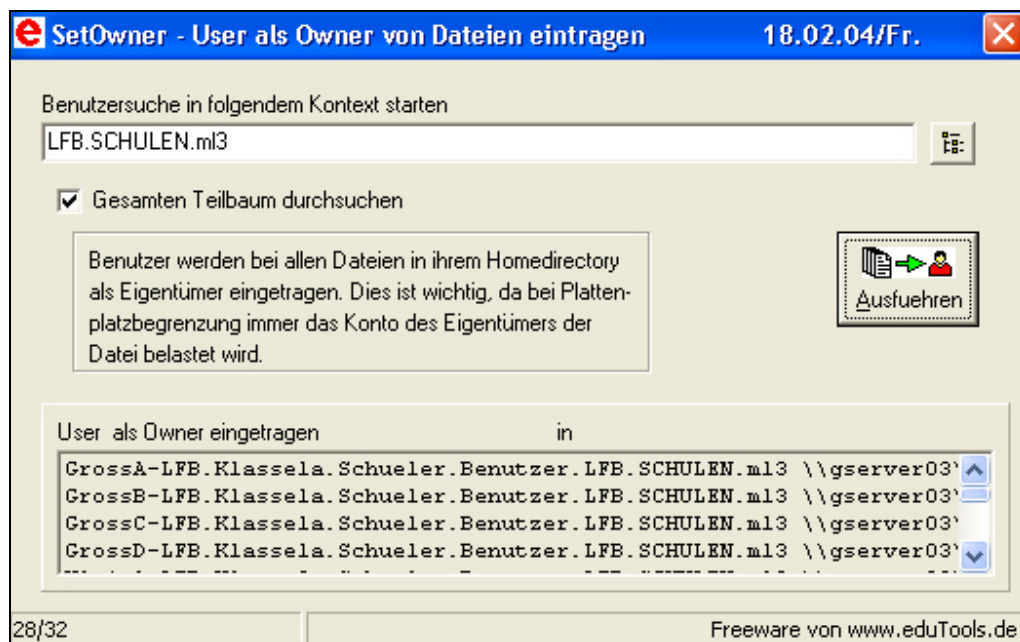 e SetOwner - User als Owner von Dateien eintragen 18.02.04/Fr.
Benutzersuche in folgendem Kontext starten
LFB.SCHULEN.ml3
Gesamten Teilbaum durchsuchen
Benutzer werden bei allen Dateien in ihrem Homedirectory
als Eigentümer eingetragen. Dies ist wichtig, da bei Platten-
platzbegrenzung immer das Konto des Eigentümers der
Datei belastet wird.
Ausfuehren
User als Owner eingetragen in
GrossA-LFB.Klassela.Schueler.Benutzer.LFB.SCHULEN.ml3 \\gserver03\
GrossB-LFB.Klassela.Schueler.Benutzer.LFB.SCHULEN.ml3 \\gserver03\
GrossC-LFB.Klassela.Schueler.Benutzer.LFB.SCHULEN.ml3 \\gserver03\
GrossD-LFB.Klassela.Schueler.Benutzer.LFB.SCHULEN.ml3 \\gserver03\
28/32 Freeware von www.eduTools.de